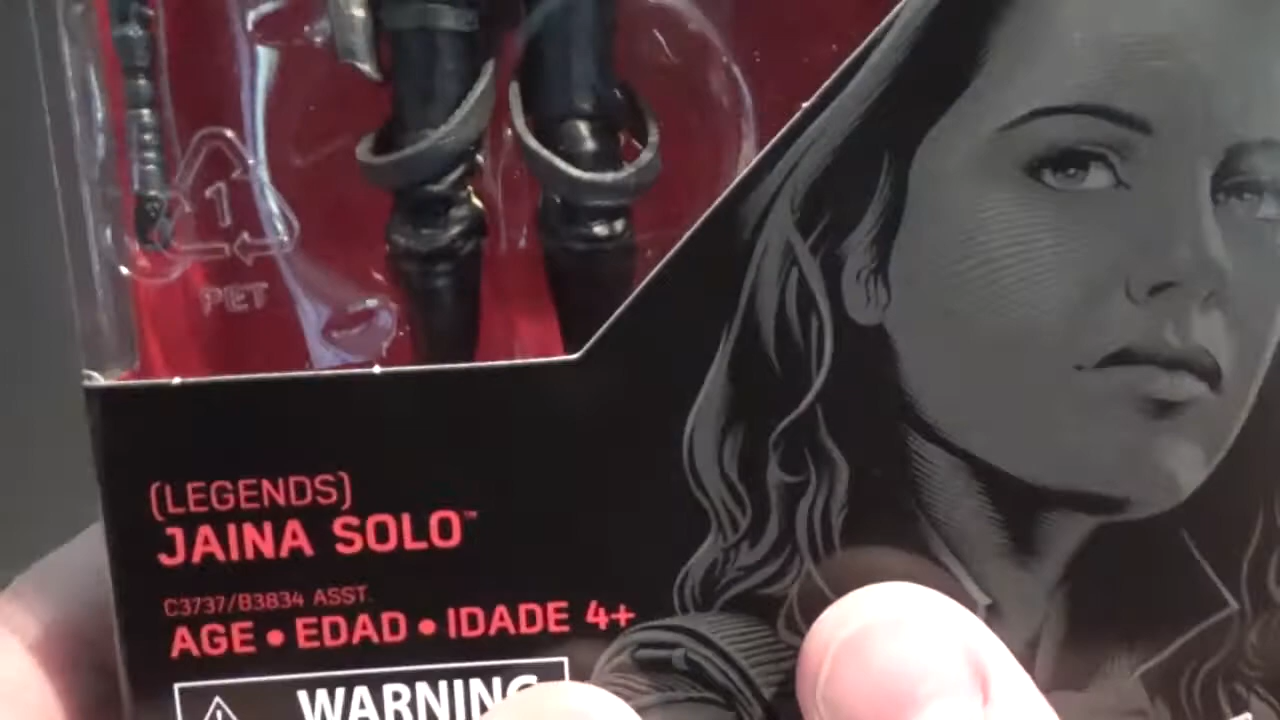 1
PET
(LEGENDS)
JAINA SOLO™
C3737/B3834 ASST.
AGE • EDAD • IDADE 4+
WARNING